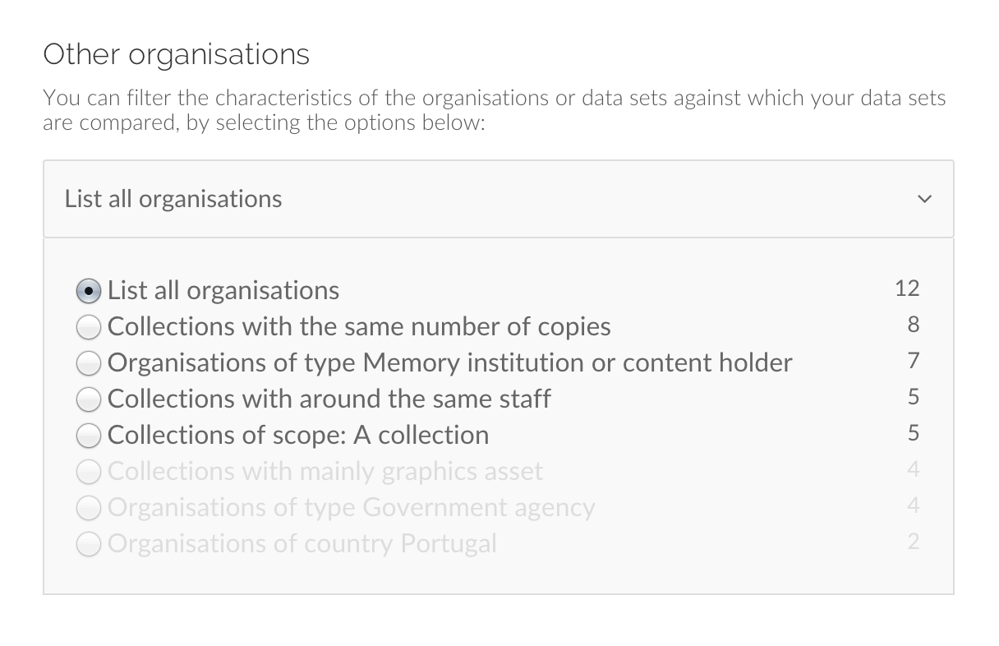 Other organisations
You can filter the characteristics of the organisations or data sets against which your data sets
are compared, by selecting the options below:
List all organisations
List all organisations 12
Collections with the same number of copies 8
Organisations of type Memory institution or content holder 7
Collections with around the same staff 5
Collections of scope: A collection 5
Collections with mainly graphics asset 4
Organisations of type Government agency 4
Organisations of country Portugal 2